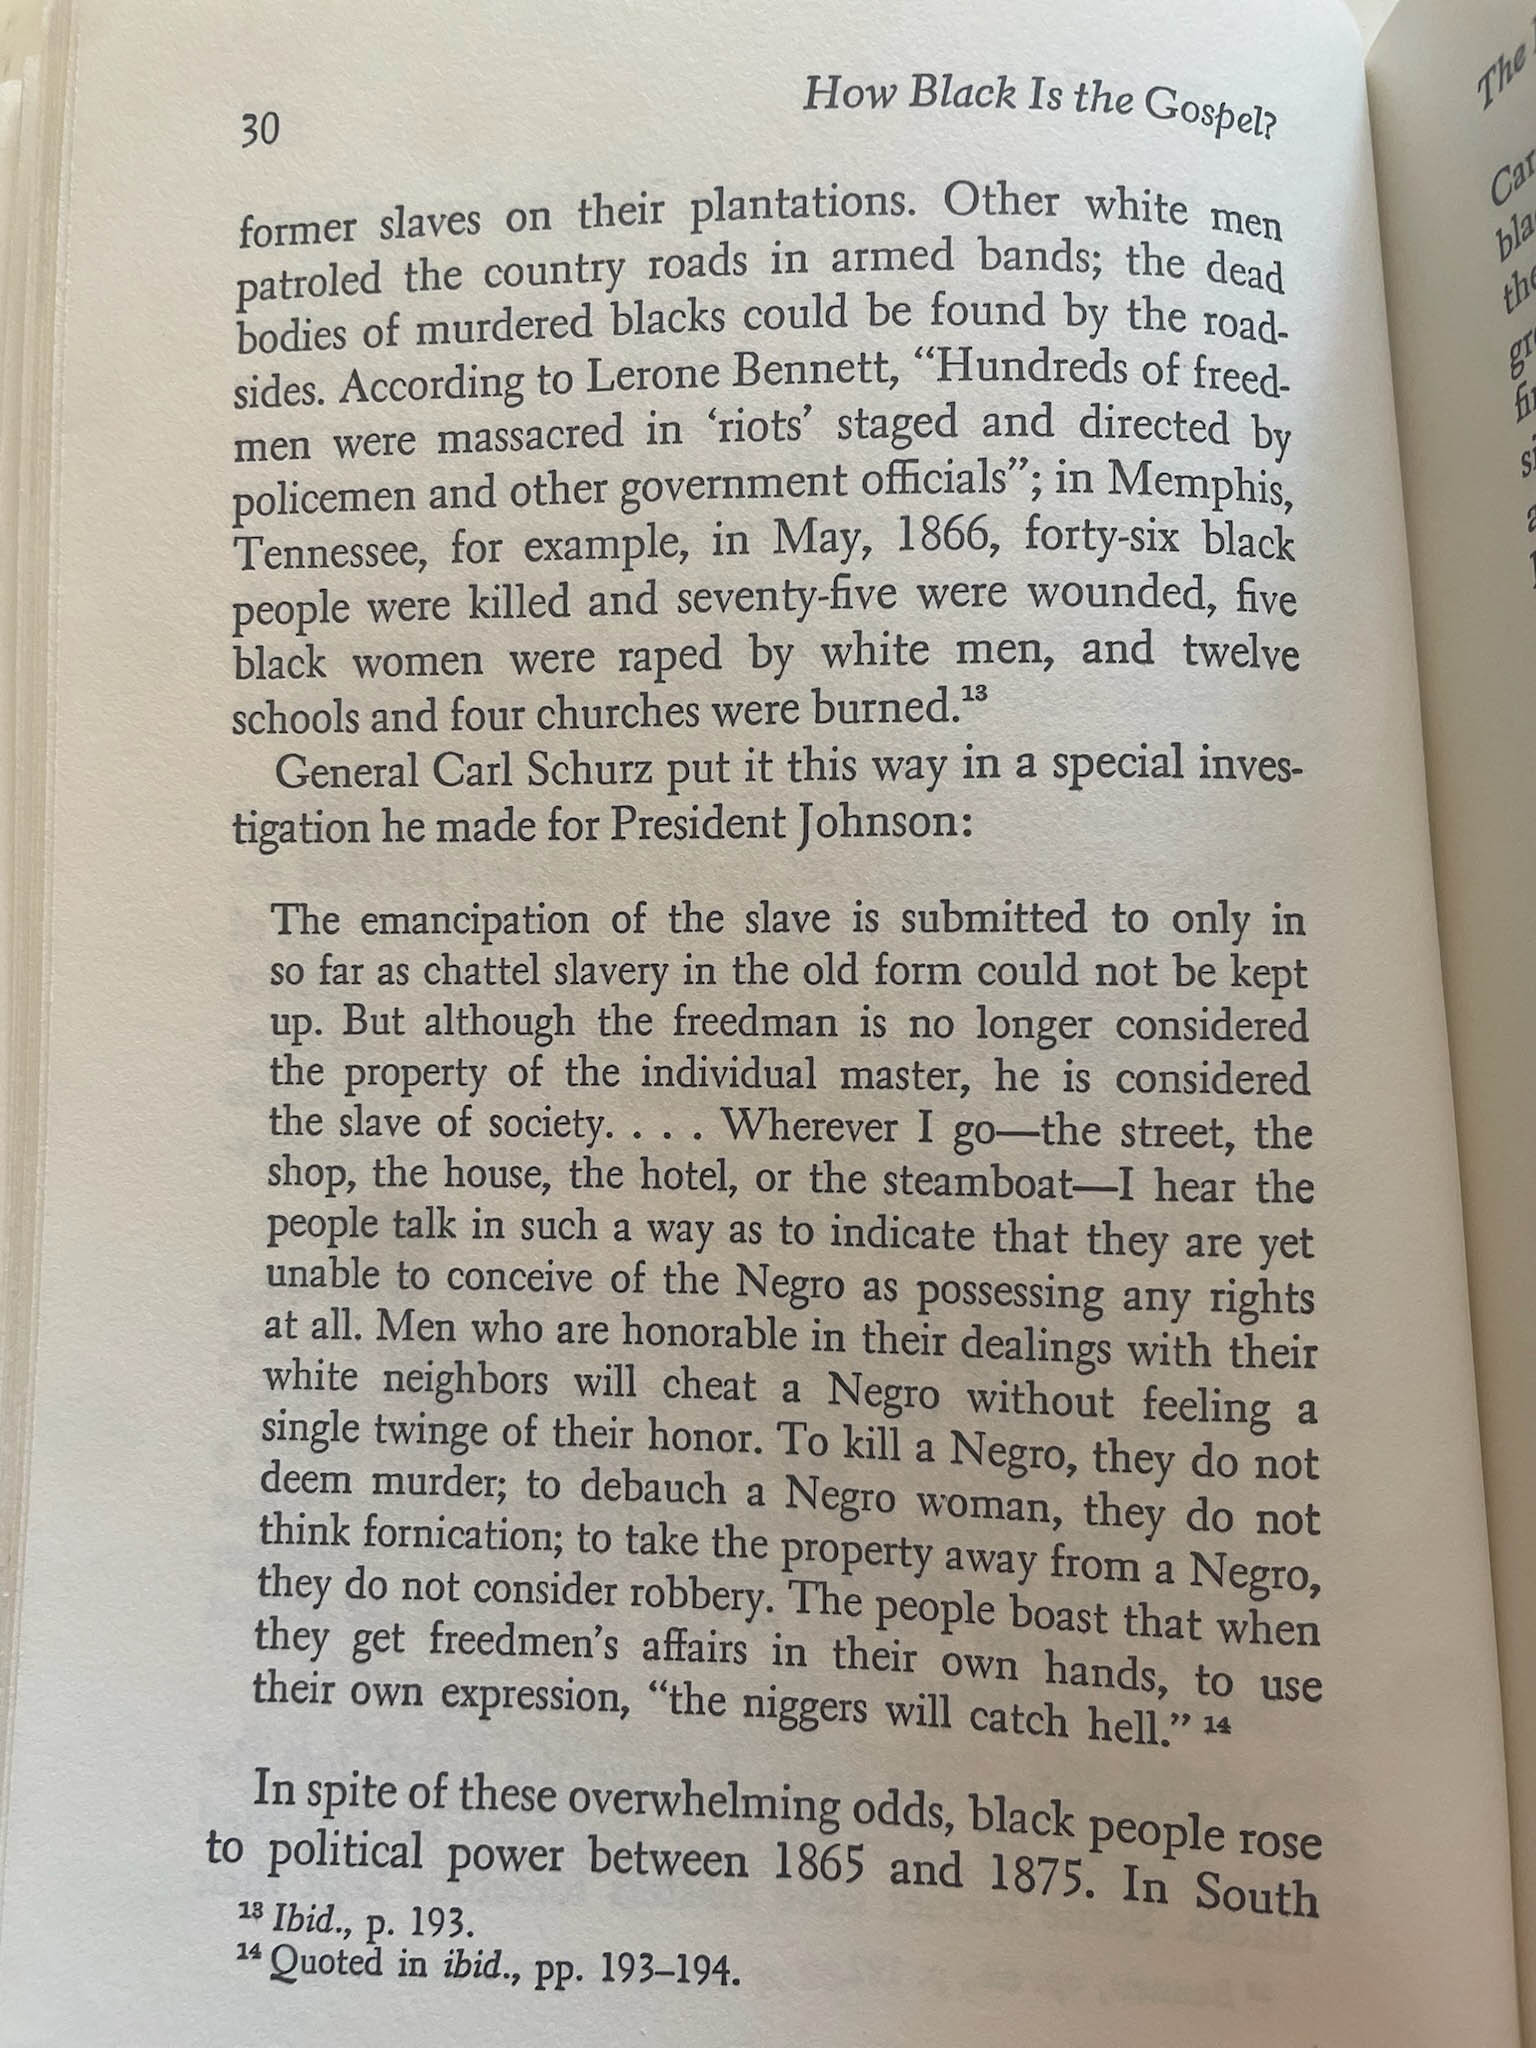 30
How Black Is the Gospel?
former slaves on their plantations. Other white men
patroled the country roads in armed bands; the dead
bodies of murdered blacks could be found by the road-
sides. According to Lerone Bennett, “Hundreds of freed-
men were massacred in ‘riots’ staged and directed by
policemen and other government officials”; in Memphis,
Tennessee, for example, in May, 1866, forty-six black
people were killed and seventy-five were wounded, five
black women were raped by white men, and twelve
schools and four churches were burned.¹³
General Carl Schurz put it this way in a special inves-
tigation he made for President Johnson:
The emancipation of the slave is submitted to only in
so far as chattel slavery in the old form could not be kept
up. But although the freedman is no longer considered
the property of the individual master, he is considered
the slave of society. . . . Wherever I go—the street, the
shop, the house, the hotel, or the steamboat—I hear the
people talk in such a way as to indicate that they are yet
unable to conceive of the Negro as possessing any rights
at all. Men who are honorable in their dealings with their
white neighbors will cheat a Negro without feeling a
single twinge of their honor. To kill a Negro, they do not
deem murder; to debauch a Negro woman, they do not
think fornication; to take the property away from a Negro,
they do not consider robbery. The people boast that when
they get freedmen’s affairs in their own hands, to use
their own expression, “the niggers will catch hell.” ¹⁴
In spite of these overwhelming odds, black people rose
to political power between 1865 and 1875. In South
¹³ Ibid., p. 193.
¹⁴ Quoted in ibid., pp. 193–194.
The